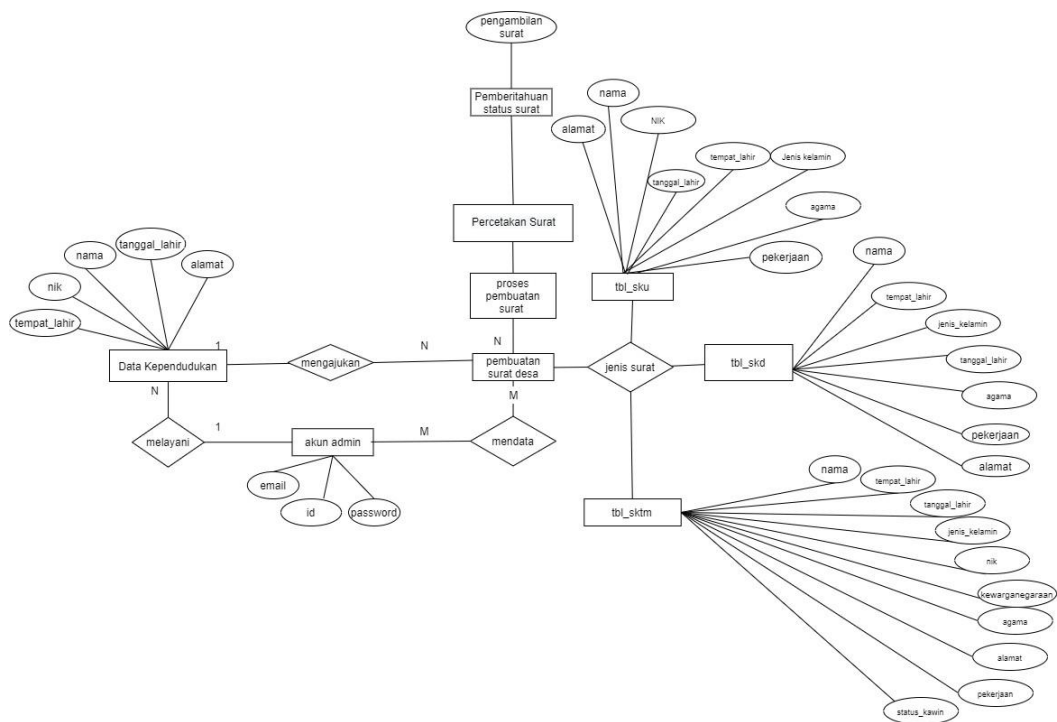 pengambilan
surat
Pemberitahuan
status surat
nama
NIK
alamat
tempat_lahir
Jenis kelamin
tanggal_lahir
agama
pekerjaan
Percetakan Surat
tanggal_lahir
nama
alamat
nik
tempat_lahir
proses
pembuatan
surat
tbl_sku
nama
tempat_lahir
jenis_kelamin
tanggal_lahir
agama
pekerjaan
alamat
Data Kependudukan
1
mengajukan
N
N
pembuatan
surat desa
jenis surat
tbl_skd
N
M
melayani
1
akun admin
M
mendata
email
id
password
tbl_sktm
nama
tempat_lahir
tanggal_lahir
jenis_kelamin
nik
kewarganegaraan
agama
alamat
pekerjaan
status_kawin